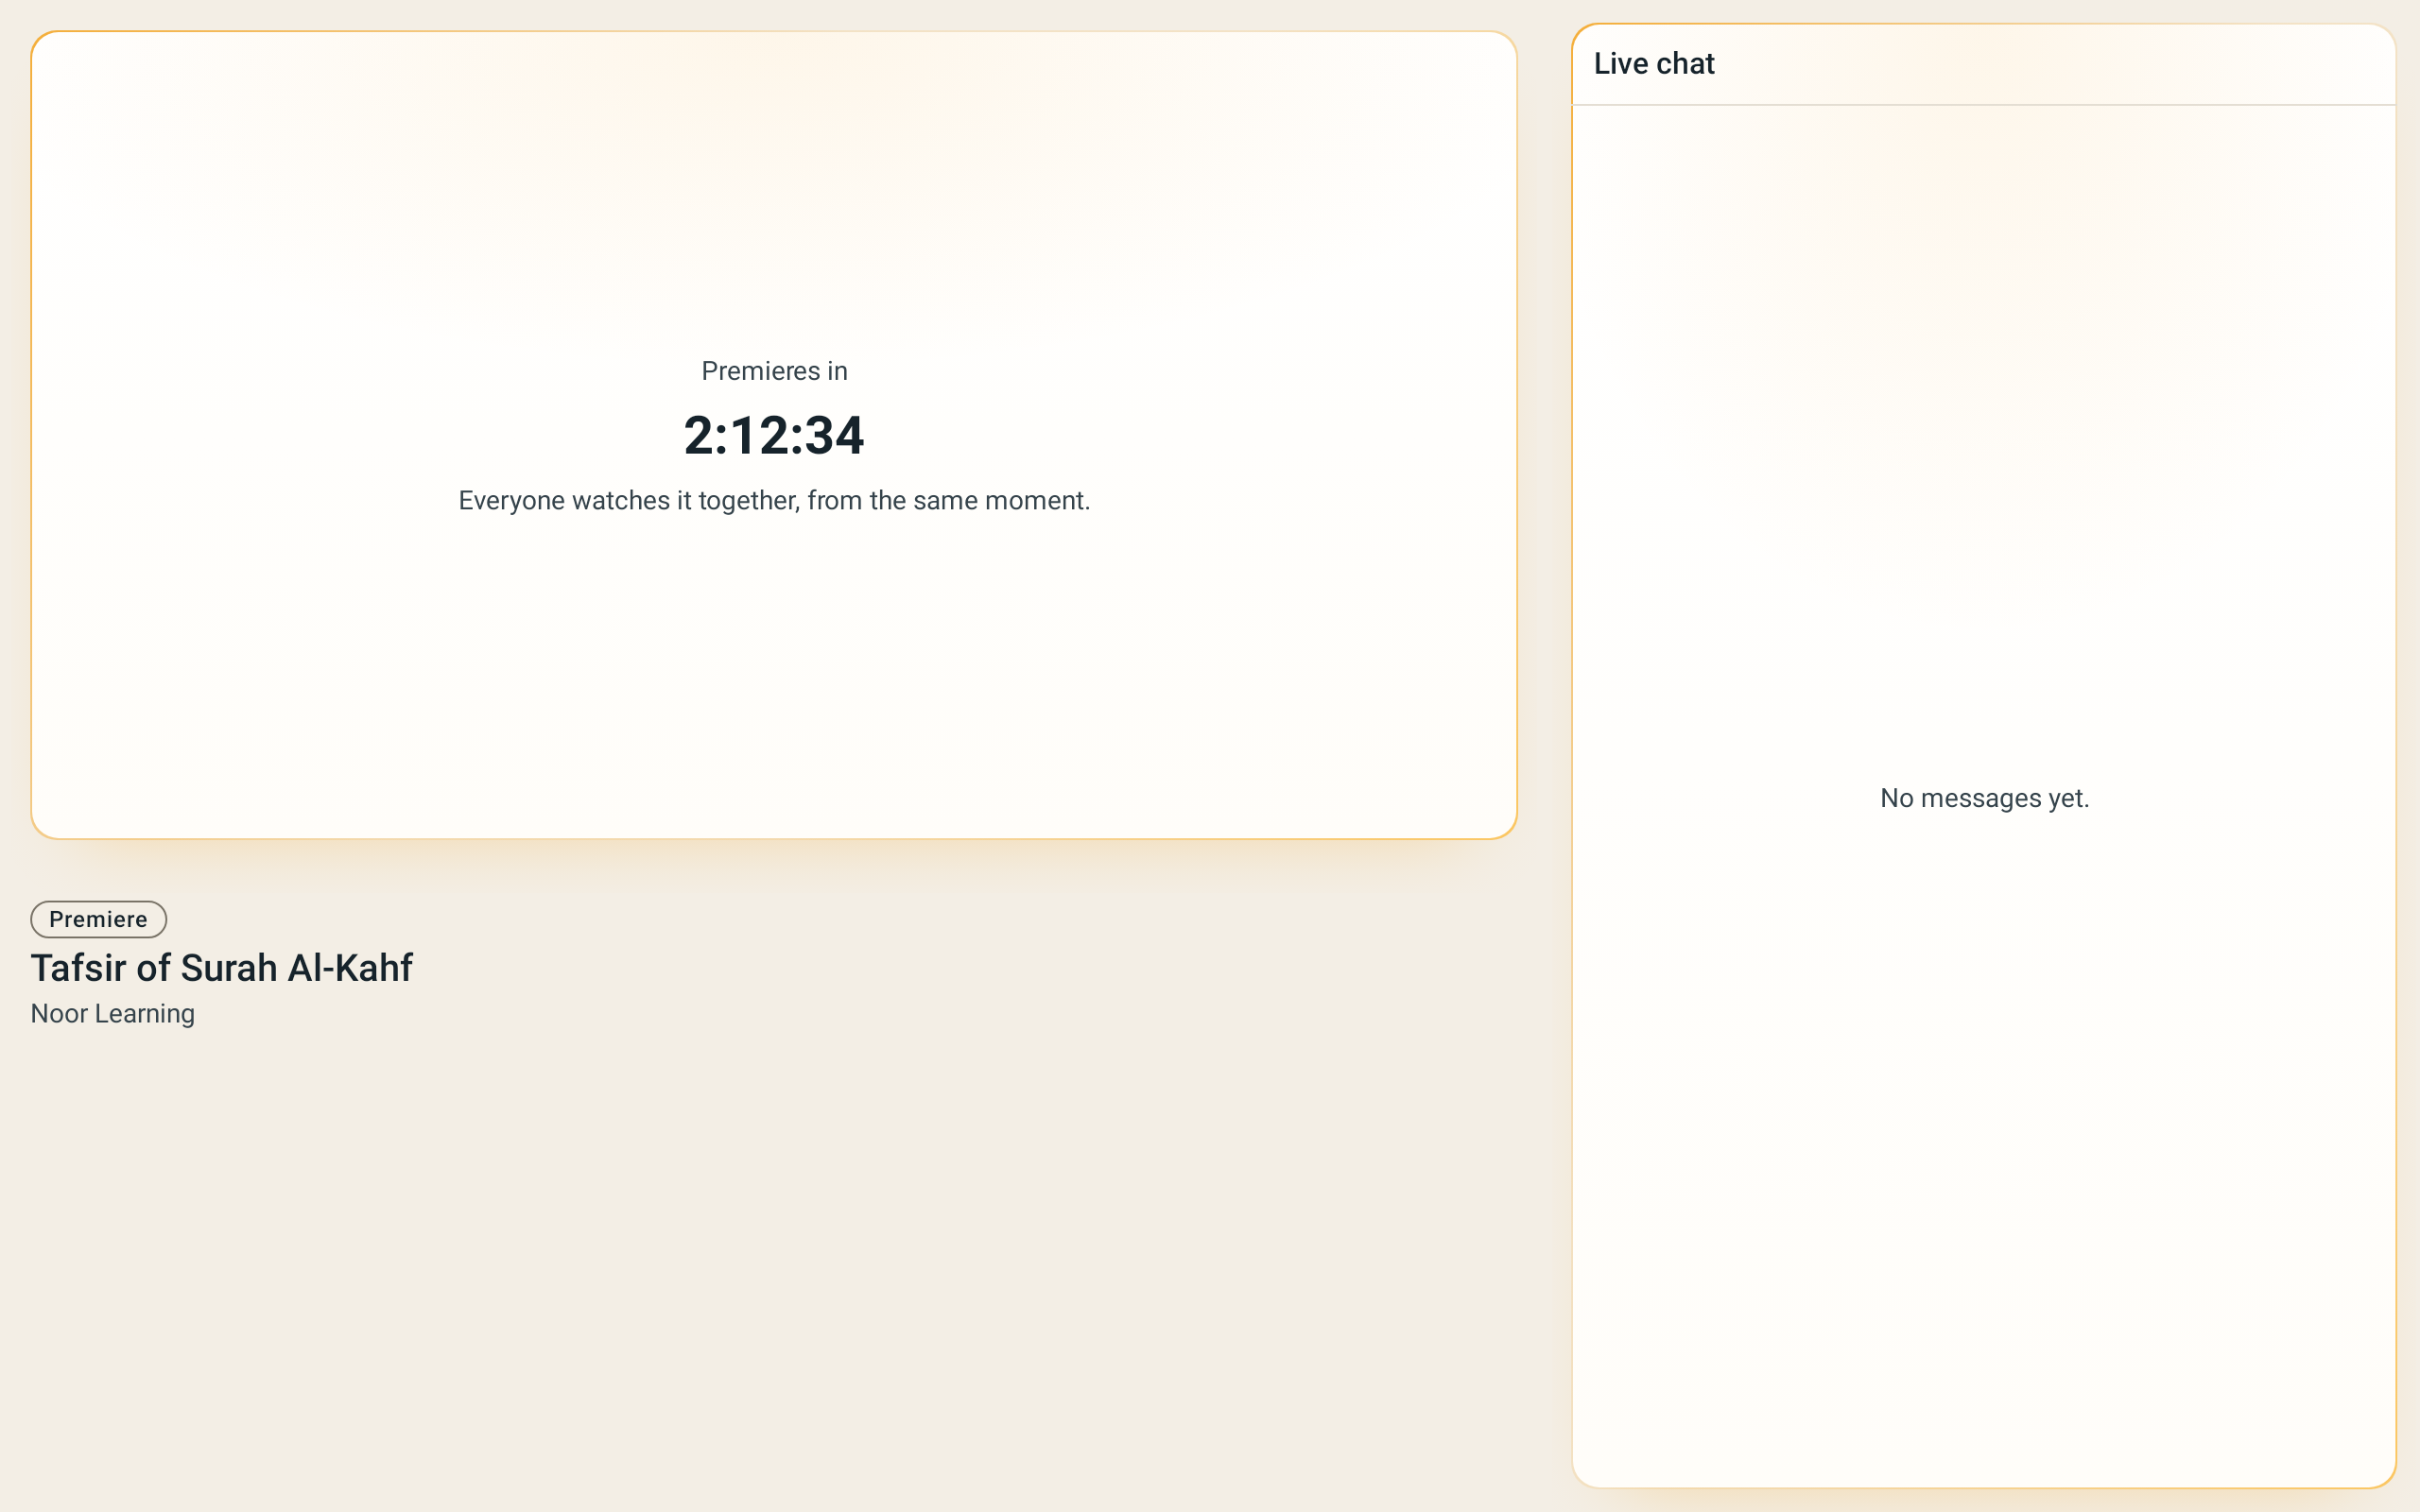 Premieres in
2:12:34
Everyone watches it together, from the same moment.
Premiere
Tafsir of Surah Al-Kahf
Noor Learning
Live chat
No messages yet.